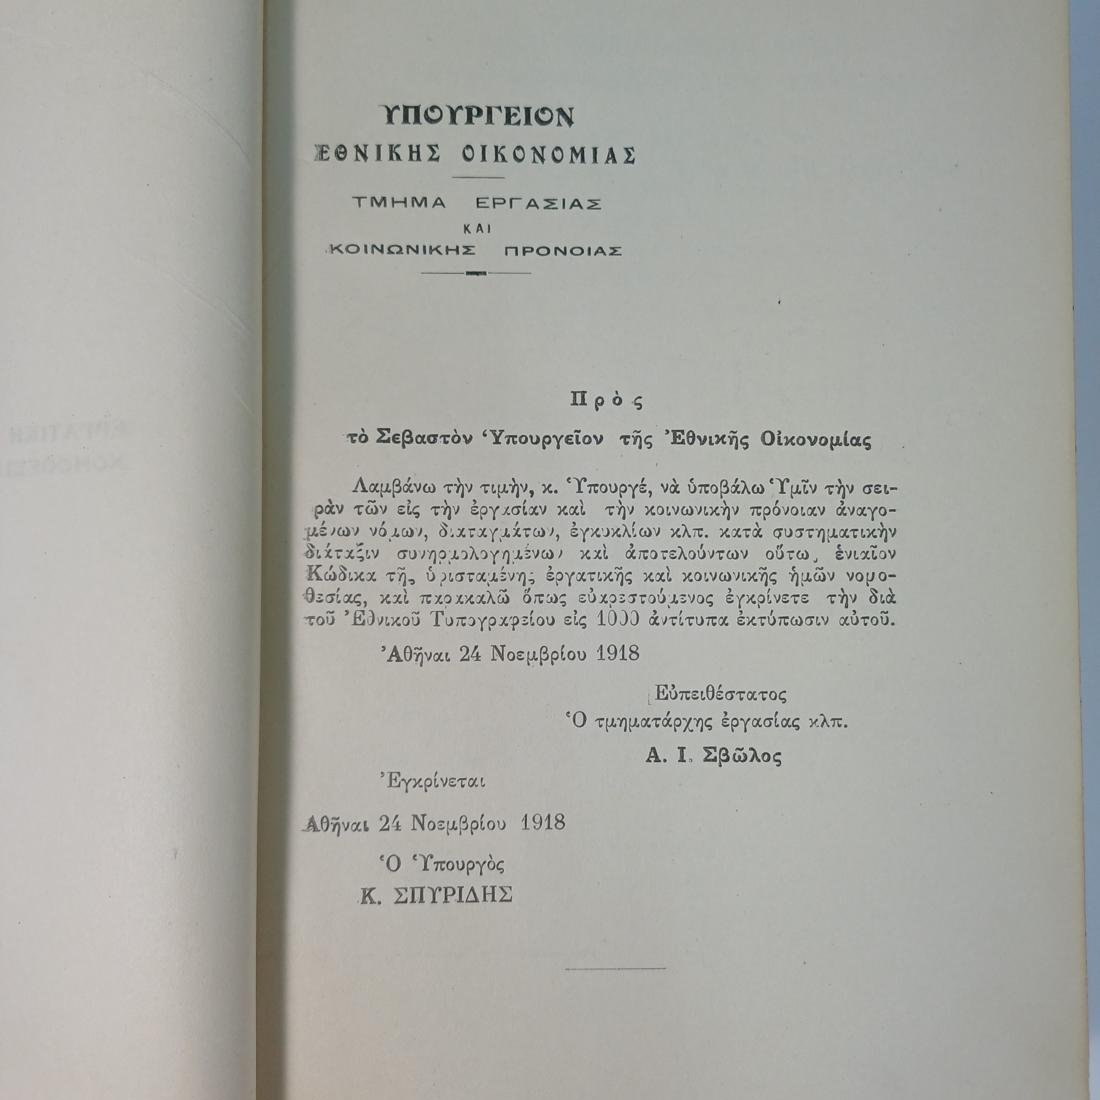 ΥΠΟΥΡΓΕΙΟΝ
ΕΘΝΙΚΗΣ ΟΙΚΟΝΟΜΙΑΣ
ΤΜΗΜΑ ΕΡΓΑΣΙΑΣ
ΚΑΙ
ΚΟΙΝΩΝΙΚΗΣ ΠΡΟΝΟΙΑΣ
Πρὸς
τὸ Σεβαστὸν Ὑπουργεῖον τῆς Ἐθνικῆς Οἰκονομίας
Λαμβάνω τὴν τιμὴν, κ. Ὑπουργέ, νὰ ὑποβάλω Ὑμῖν τὴν σει-
ρὰν τῶν εἰς τὴν ἐργασίαν καὶ τὴν κοινωνικὴν πρόνοιαν ἀναγο-
μένων νόμων, διαταγμάτων, ἐγκυκλίων κλπ. κατὰ συστηματικὴν
διάταξιν συνηρμολογημένων καὶ ἀποτελούντων οὕτω, ἑνιαῖον
Κώδικα τῆς ὑφισταμένης ἐργατικῆς καὶ κοινωνικῆς ἡμῶν νομο-
θεσίας, καὶ παρακαλῶ ὅπως εὐαρεστούμενος ἐγκρίνετε τὴν διὰ
τοῦ Ἐθνικοῦ Τυπογραφείου εἰς 1000 ἀντίτυπα ἐκτύπωσιν αὐτοῦ.
Ἀθῆναι 24 Νοεμβρίου 1918
Εὐπειθέστατος
Ὁ τμηματάρχης ἐργασίας κλπ.
Α. Ι. Σβῶλος
Ἐγκρίνεται
Ἀθῆναι 24 Νοεμβρίου 1918
Ὁ Ὑπουργὸς
Κ. ΣΠΥΡΙΔΗΣ